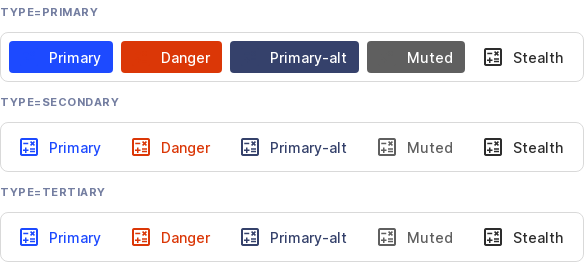 TYPE=PRIMARY
Primary Danger Primary-alt Muted Stealth
TYPE=SECONDARY
Primary Danger Primary-alt Muted Stealth
TYPE=TERTIARY
Primary Danger Primary-alt Muted Stealth